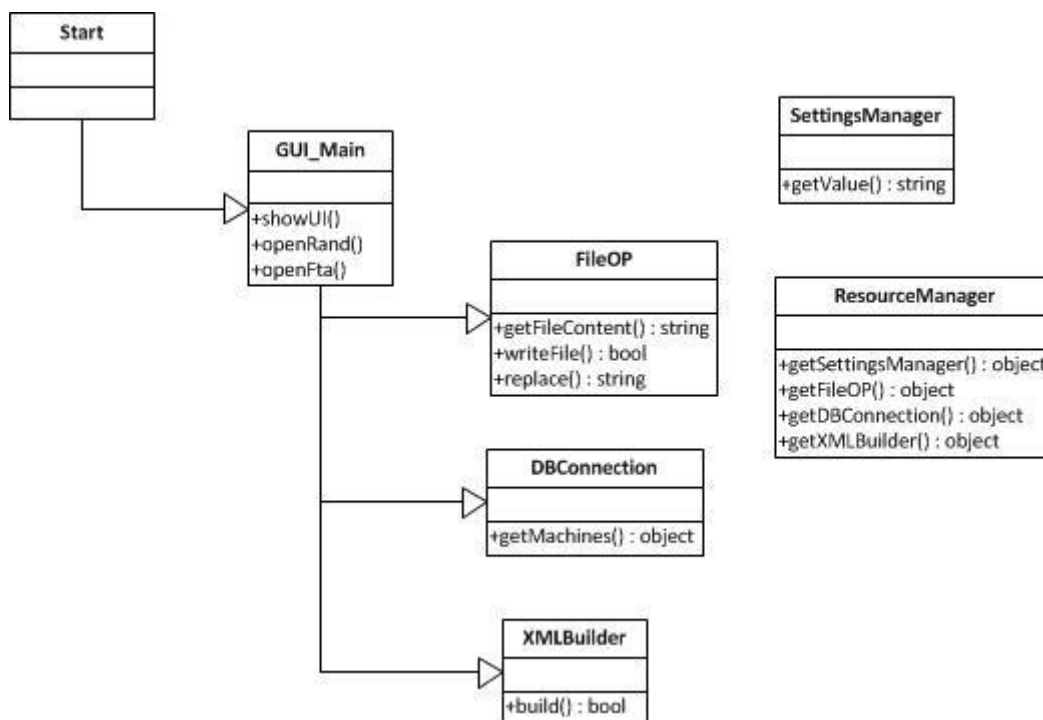 Start
GUI_Main
+showUI()
+openRand()
+openFta()
FileOP
+getFileContent() : string
+writeFile() : bool
+replace() : string
DBConnection
+getMachines() : object
XMLBuilder
+build() : bool
SettingsManager
+getValue() : string
ResourceManager
+getSettingsManager() : object
+getFileOP() : object
+getDBConnection() : object
+getXMLBuilder() : object